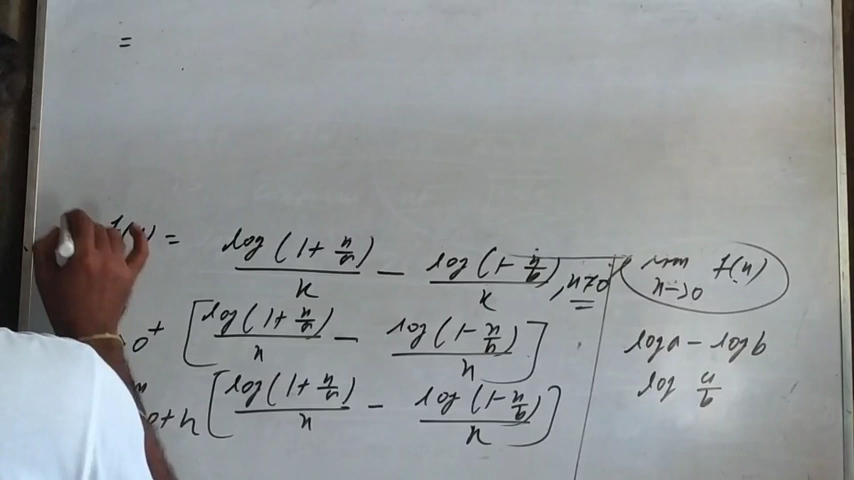 =
f(x) = log(1 + x/a)/x - log(1 - x/b)/x , x≠0
0⁺ [log(1 + x/a)/x - log(1 - x/b)/x]
0+h [log(1 + x/a)/x - log(1 - x/b)/x]
lim x->0 f(x)
log a - log b
log a/b